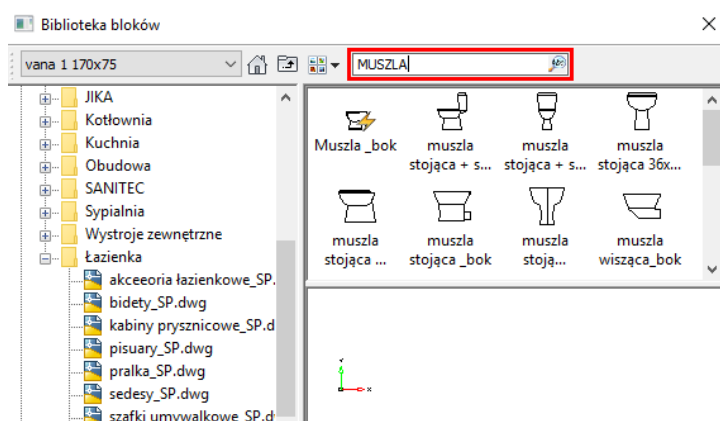 Biblioteka bloków
vana 1 170x75
MUSZLA
JIKA
Kotłownia
Kuchnia
Obudowa
SANITEC
Sypialnia
Wystroje zewnętrzne
Łazienka
akceeoria łazienkowe_SP.
bidety_SP.dwg
kabiny prysznicowe_SP.d
pisuary_SP.dwg
pralka_SP.dwg
sedesy_SP.dwg
szafki umywalkowe_SP.d
Muszla _bok
muszla
stojąca + s...
muszla
stojąca + s...
muszla
stojąca 36x...
muszla
stojąca ...
muszla
stojąca _bok
muszla
stoją...
muszla
wisząca_bok
Y
X